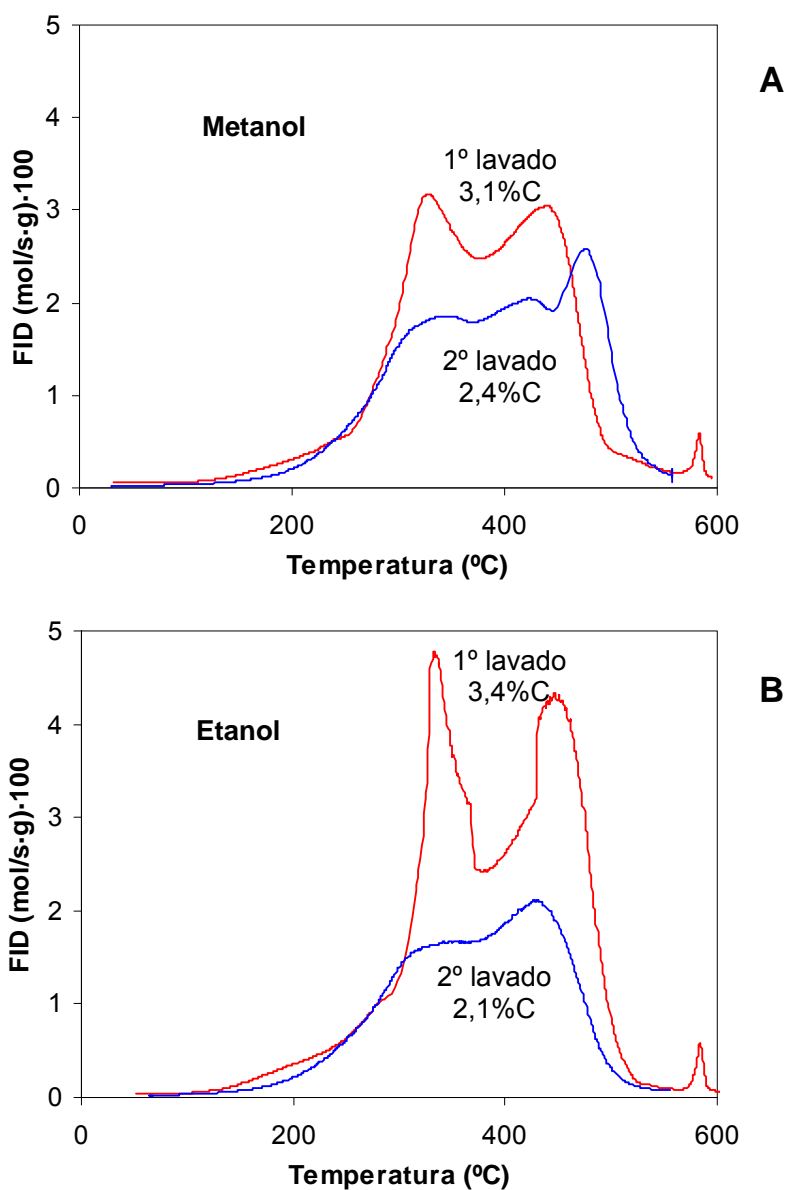 5
A
4
Metanol
1º lavado
3,1%C
3
FID (mol/s·g)·100
2
2º lavado
2,4%C
1
0
0 200 400 600
Temperatura (ºC)
5
1º lavado
3,4%C
B
Etanol
4
3
FID (mol/s·g)·100
2
2º lavado
2,1%C
1
0
0 200 400 600
Temperatura (ºC)